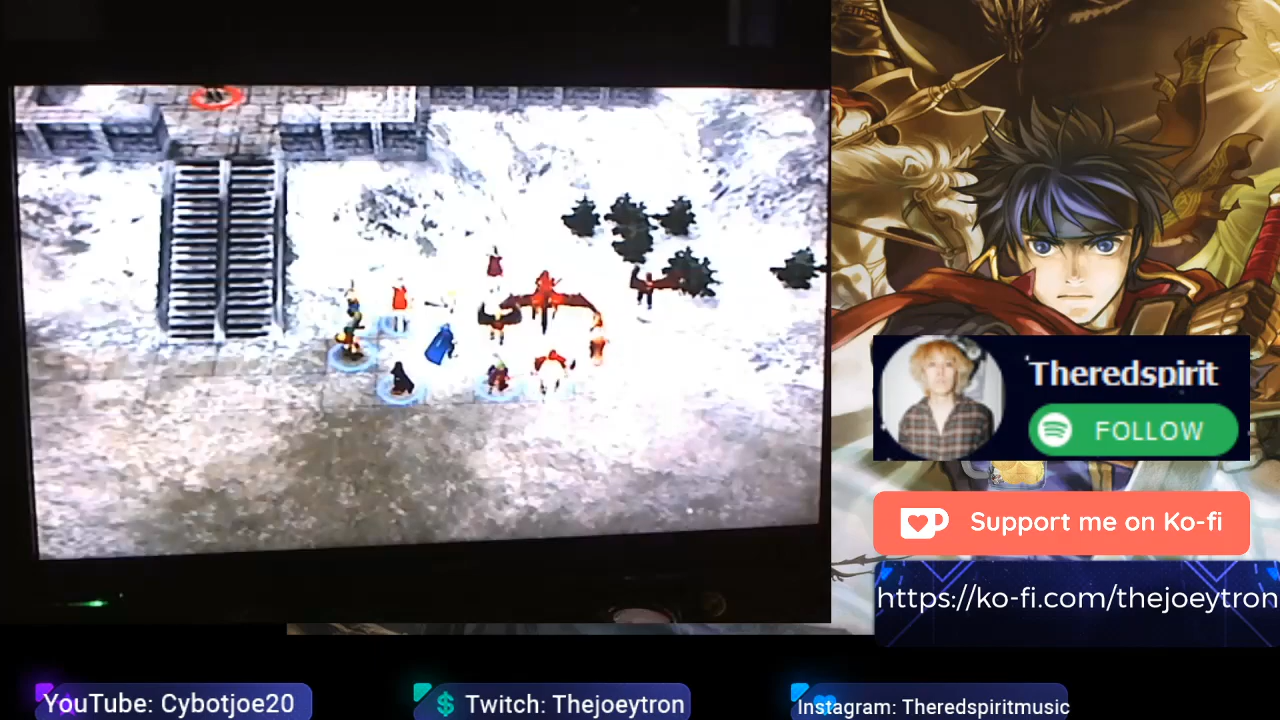 Theredspirit
FOLLOW
Support me on Ko-fi
https://ko-fi.com/thejoeytron
YouTube: Cybotjoe20
Twitch: Thejoeytron
Instagram: Theredspiritmusic